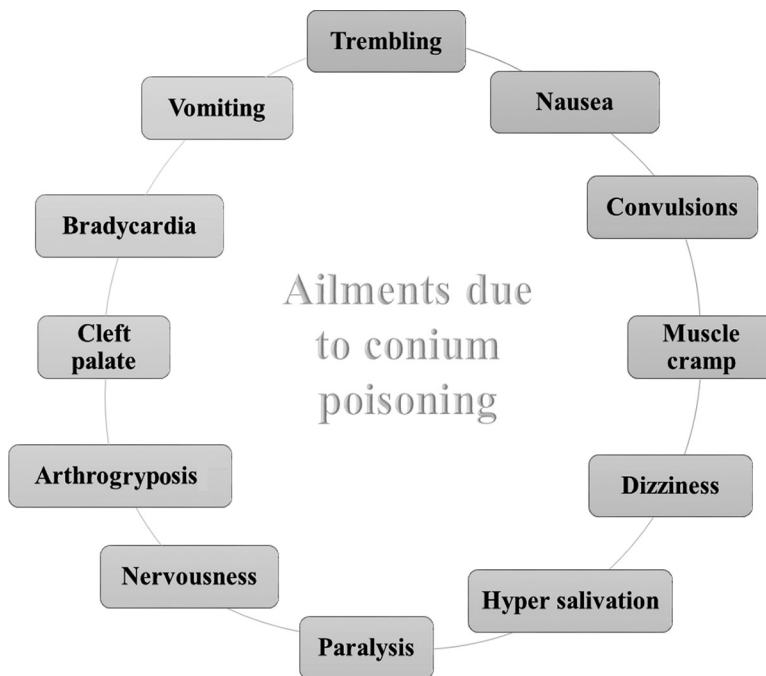 Trembling
Nausea
Convulsions
Muscle
cramp
Dizziness
Hyper salivation
Paralysis
Nervousness
Arthrogryposis
Cleft
palate
Bradycardia
Vomiting
Ailments due
to conium
poisoning